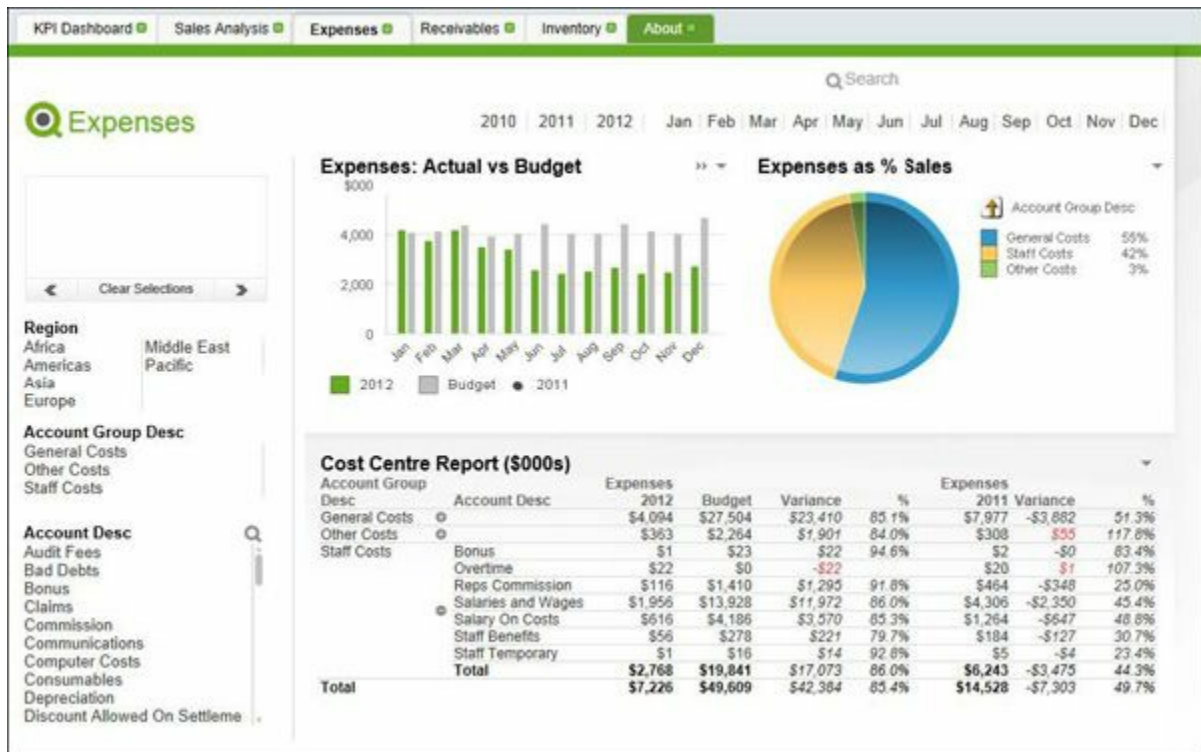 KPI Dashboard Sales Analysis Expenses Receivables Inventory About
Search
Expenses
2010 2011 2012 Jan Feb Mar Apr May Jun Jul Aug Sep Oct Nov Dec
Clear Selections
Region
Africa Middle East
Americas Pacific
Asia
Europe
Account Group Desc
General Costs
Other Costs
Staff Costs
Account Desc
Audit Fees
Bad Debts
Bonus
Claims
Commission
Communications
Computer Costs
Consumables
Depreciation
Discount Allowed On Settleme
Expenses: Actual vs Budget
$000
4,000
2,000
0
Jan Feb Mar Apr May Jun Jul Aug Sep Oct Nov Dec
2012 Budget 2011
Expenses as % Sales
Account Group Desc
General Costs 55%
Staff Costs 42%
Other Costs 3%
Cost Centre Report ($000s)
Account Group Expenses Expenses
Desc Account Desc 2012 Budget Variance % 2011 Variance %
General Costs $4,094 $27,504 $23,410 85.1% $7,977 -$3,882 51.3%
Other Costs $363 $2,264 $1,901 84.0% $308 $55 117.8%
Staff Costs Bonus $1 $23 $22 94.6% $2 -$0 83.4%
Overtime $22 $0 -$22 $20 $1 107.3%
Reps Commission $116 $1,410 $1,295 91.8% $464 -$348 25.0%
Salaries and Wages $1,956 $13,928 $11,972 86.0% $4,306 -$2,350 45.4%
Salary On Costs $616 $4,186 $3,570 85.3% $1,264 -$647 48.8%
Staff Benefits $56 $278 $221 79.7% $184 -$127 30.7%
Staff Temporary $1 $16 $14 92.8% $5 -$4 23.4%
Total $2,768 $19,841 $17,073 86.0% $6,243 -$3,475 44.3%
Total $7,226 $49,609 $42,384 85.4% $14,528 -$7,303 49.7%